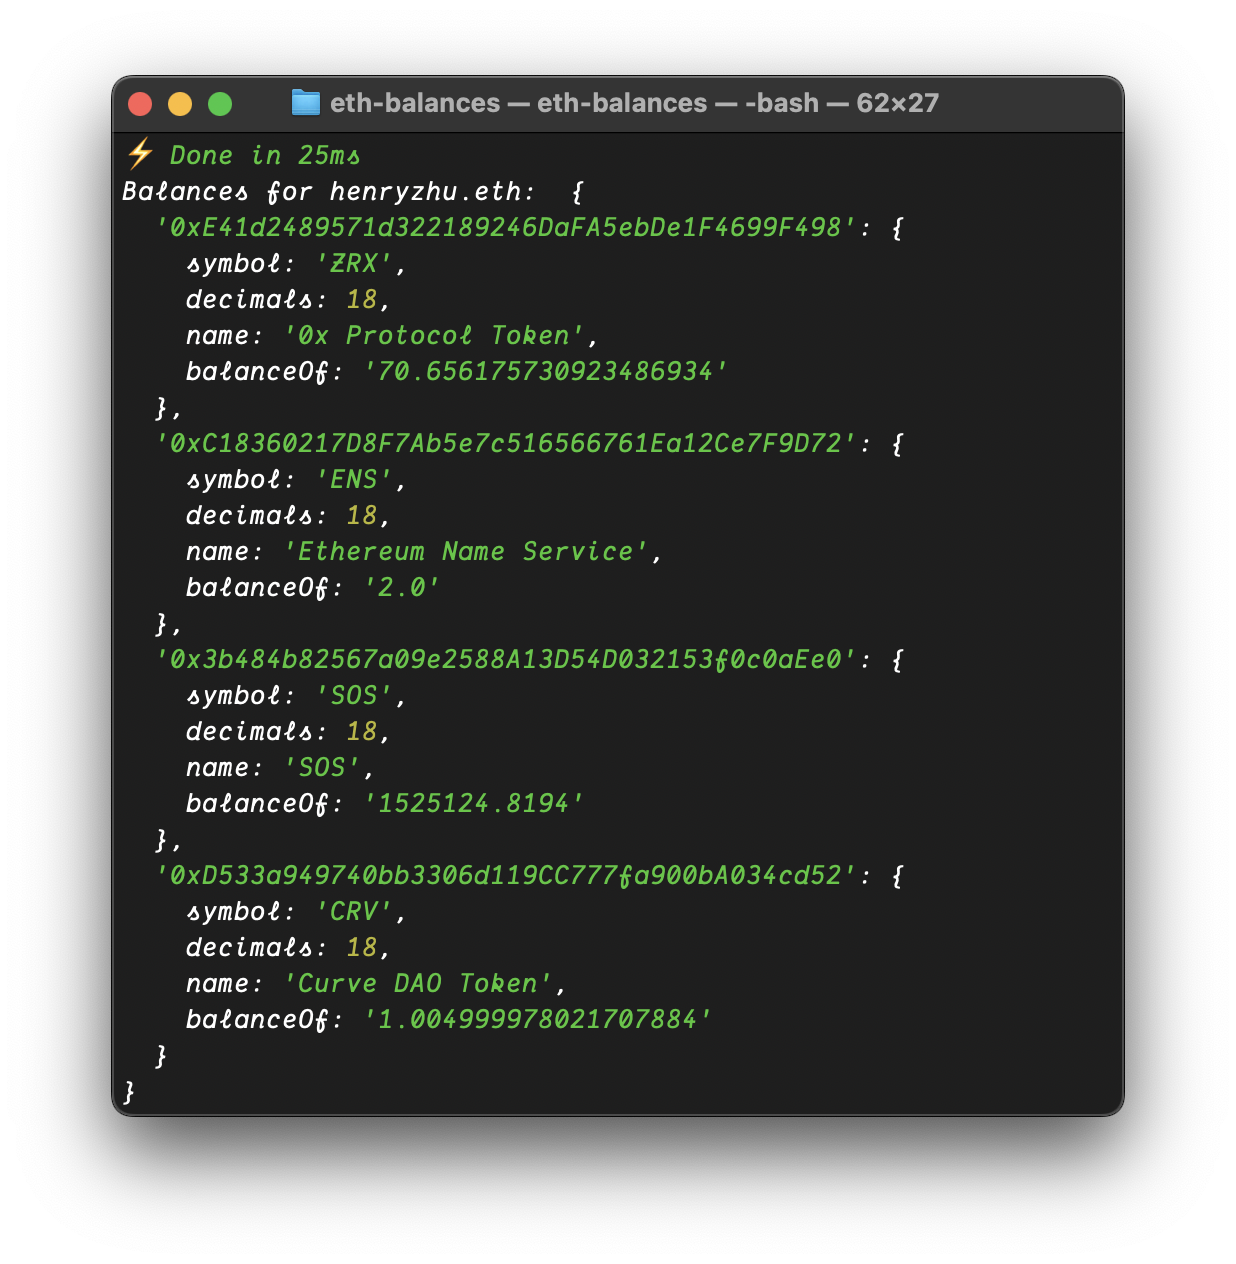 eth-balances — eth-balances — -bash — 62×27
⚡ Done in 25ms
Balances for henryzhu.eth:  {
  '0xE41d2489571d322189246DaFA5ebDe1F4699F498': {
    symbol: 'ZRX',
    decimals: 18,
    name: '0x Protocol Token',
    balanceOf: '70.656175730923486934'
  },
  '0xC18360217D8F7Ab5e7c516566761Ea12Ce7F9D72': {
    symbol: 'ENS',
    decimals: 18,
    name: 'Ethereum Name Service',
    balanceOf: '2.0'
  },
  '0x3b484b82567a09e2588A13D54D032153f0c0aEe0': {
    symbol: 'SOS',
    decimals: 18,
    name: 'SOS',
    balanceOf: '1525124.8194'
  },
  '0xD533a949740bb3306d119CC777fa900bA034cd52': {
    symbol: 'CRV',
    decimals: 18,
    name: 'Curve DAO Token',
    balanceOf: '1.004999978021707884'
  }
}